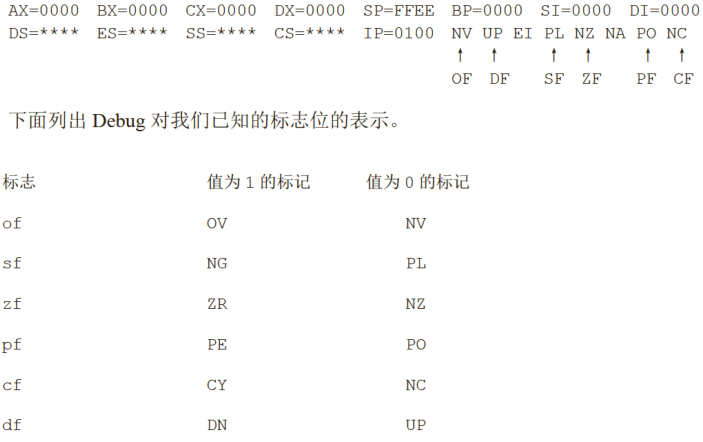 AX=0000 BX=0000 CX=0000 DX=0000 SP=FFEE BP=0000 SI=0000 DI=0000
DS=**** ES=**** SS=**** CS=**** IP=0100 NV UP EI PL NZ NA PO NC
↑ ↑ ↑ ↑ ↑ ↑
OF DF SF ZF PF CF
下面列出 Debug 对我们已知的标志位的表示。
标志 值为 1 的标记 值为 0 的标记
of OV NV
sf NG PL
zf ZR NZ
pf PE PO
cf CY NC
df DN UP